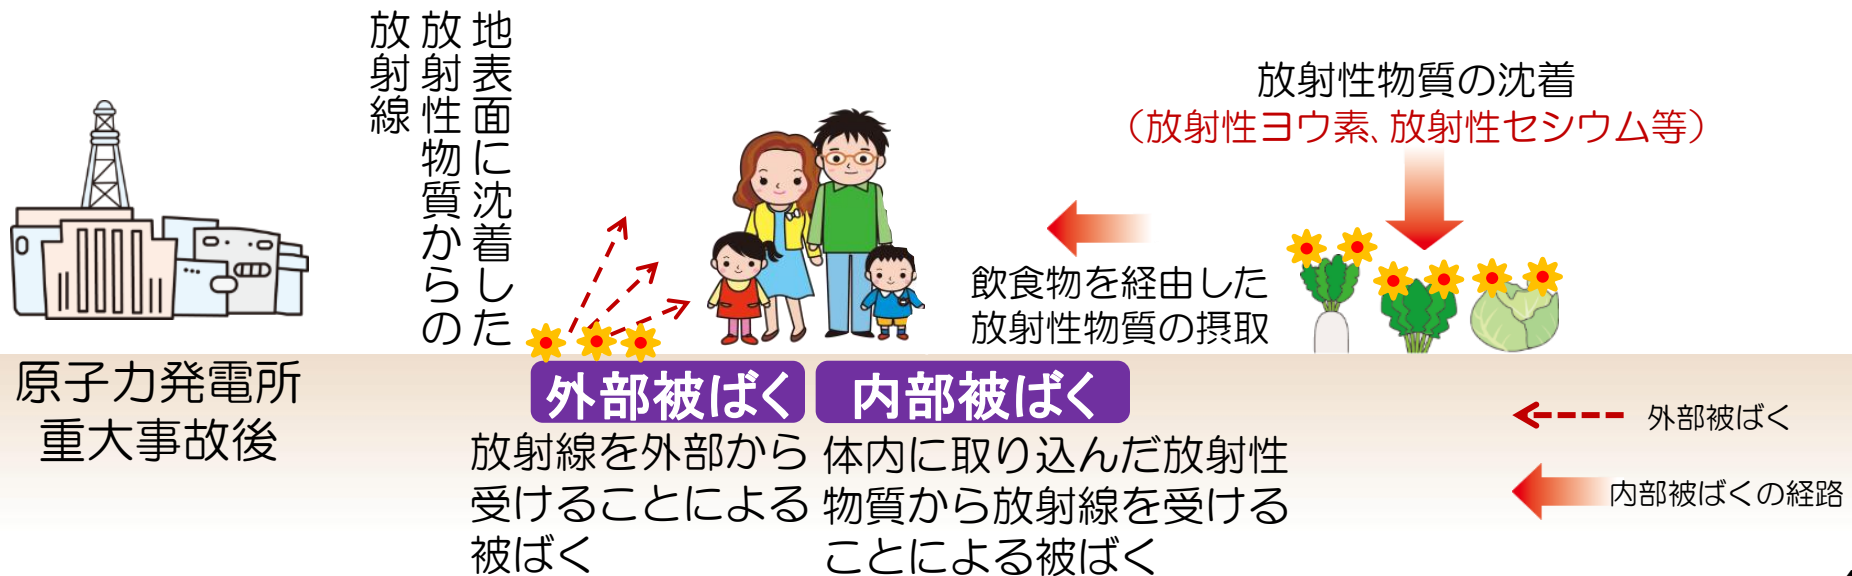 地表面に沈着した
放射性物質からの
放射線
放射性物質の沈着
（放射性ヨウ素、放射性セシウム等）
飲食物を経由した
放射性物質の摂取
原子力発電所
重大事故後
外部被ばく
放射線を外部から
受けることによる
被ばく
内部被ばく
体内に取り込んだ放射性
物質から放射線を受ける
ことによる被ばく
外部被ばく
内部被ばくの経路